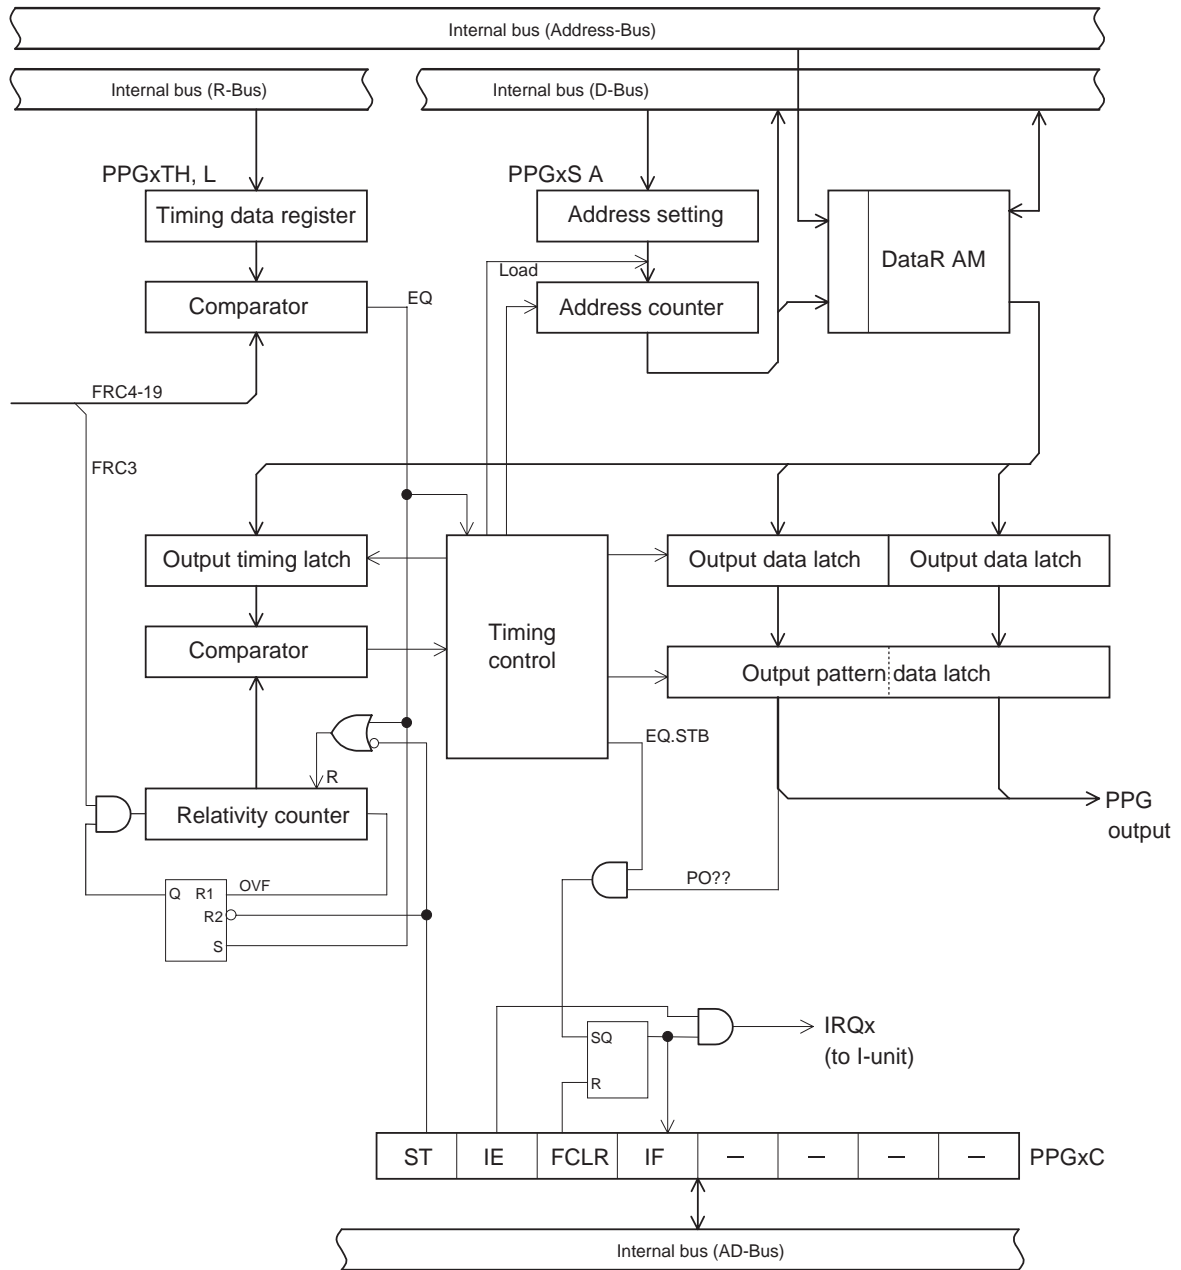 Internal bus (Address-Bus)
Internal bus (R-Bus)
Internal bus (D-Bus)
PPGxTH, L
PPGxS A
Timing data register
Address setting
DataR AM
Load
Comparator
EQ
Address counter
FRC4-19
FRC3
Output timing latch
Output data latch
Output data latch
Timing
control
Comparator
Output pattern data latch
EQ.STB
R
Relativity counter
PPG
output
PO??
Q
R1
OVF
R2
S
IRQx
(to I-unit)
SQ
R
ST
IE
FCLR
IF
–
–
–
–
PPGxC
Internal bus (AD-Bus)